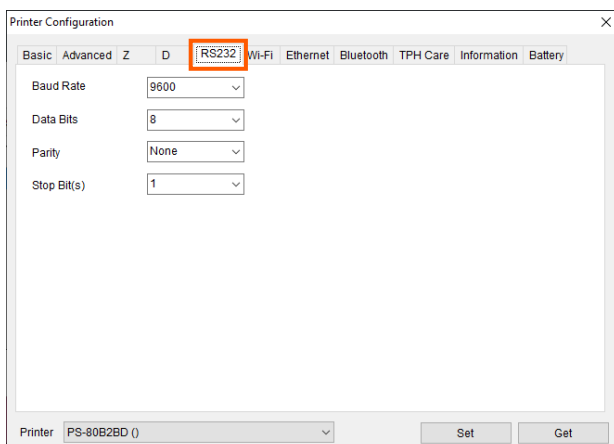 Printer Configuration
Basic Advanced Z D RS232 Wi-Fi Ethernet Bluetooth TPH Care Information Battery
Baud Rate 9600
Data Bits 8
Parity None
Stop Bit(s) 1
Printer PS-80B2BD () Set Get